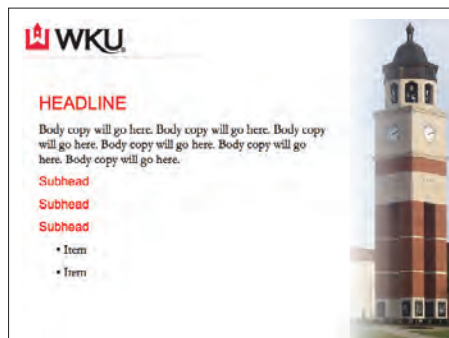 WKU
HEADLINE
Body copy will go here. Body copy will go here. Body copy
will go here. Body copy will go here. Body copy will go
here. Body copy will go here.
Subhead
Subhead
Subhead
• Item
• Item